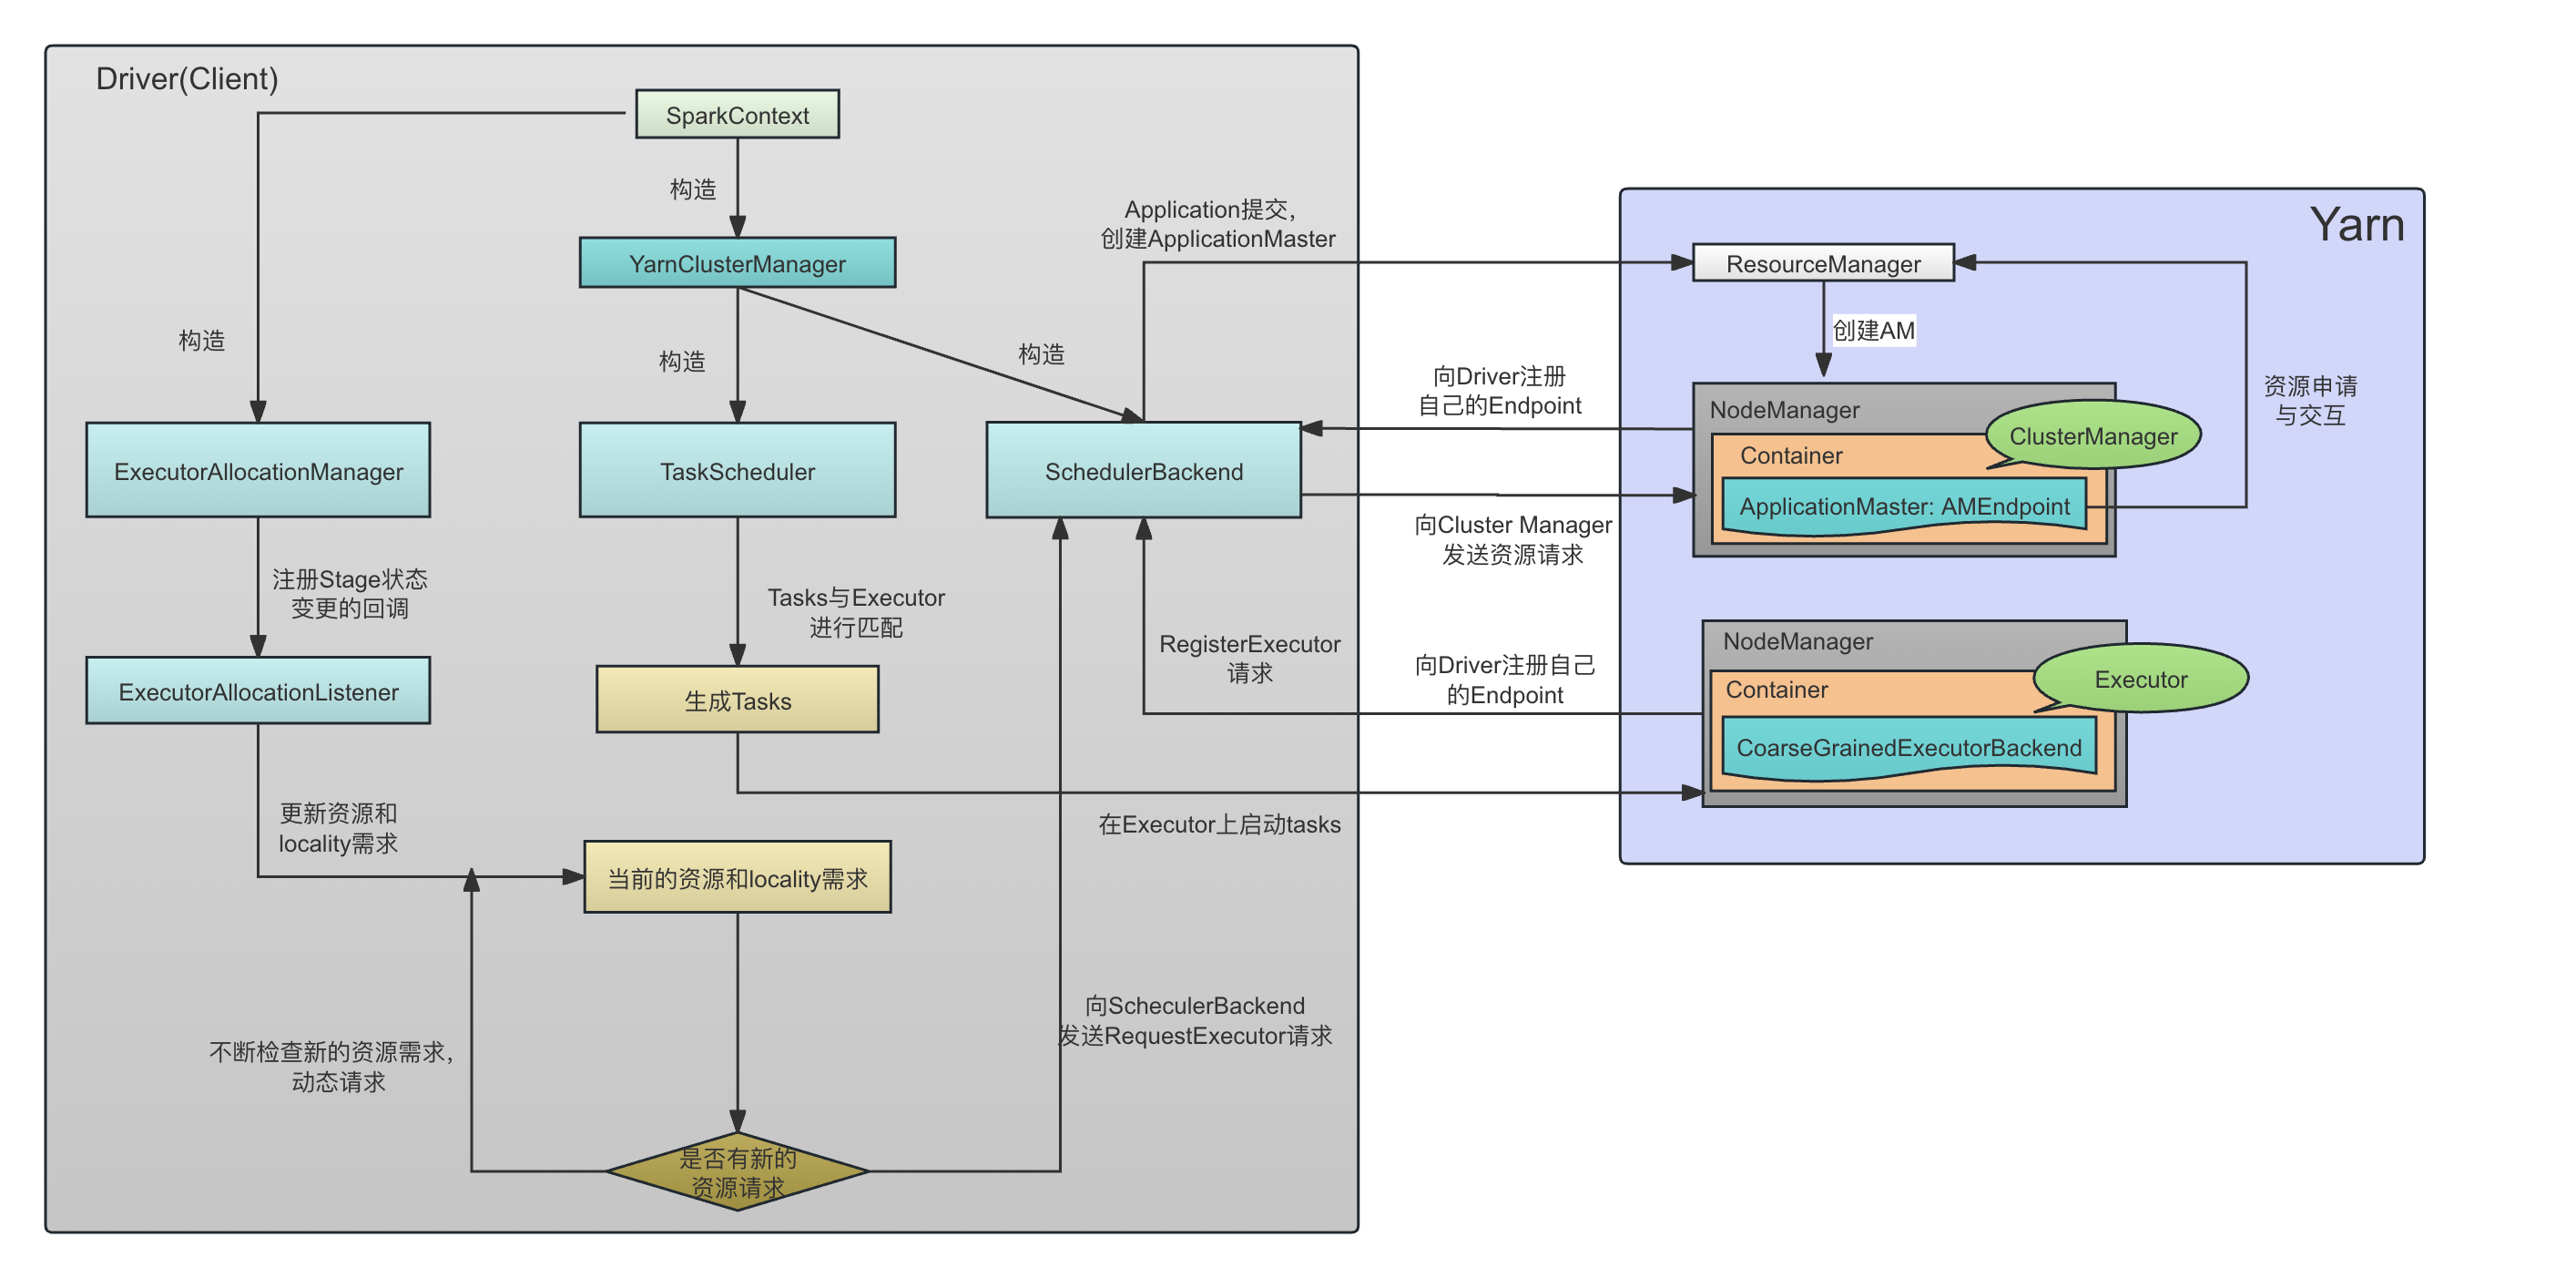 Driver(Client)
SparkContext
构造
YarnClusterManager
构造
构造
构造
ExecutorAllocationManager
TaskScheduler
SchedulerBackend
注册Stage状态
变更的回调
Tasks与Executor
进行匹配
ExecutorAllocationListener
生成Tasks
更新资源和
locality需求
当前的资源和locality需求
不断检查新的资源需求，
动态请求
是否有新的
资源请求
向ScheculerBackend
发送RequestExecutor请求
在Executor上启动tasks
RegisterExecutor
请求
Application提交，
创建ApplicationMaster
向Driver注册
自己的Endpoint
向Cluster Manager
发送资源请求
向Driver注册自己
的Endpoint
Yarn
ResourceManager
创建AM
资源申请
与交互
NodeManager
ClusterManager
Container
ApplicationMaster: AMEndpoint
NodeManager
Executor
Container
CoarseGrainedExecutorBackend